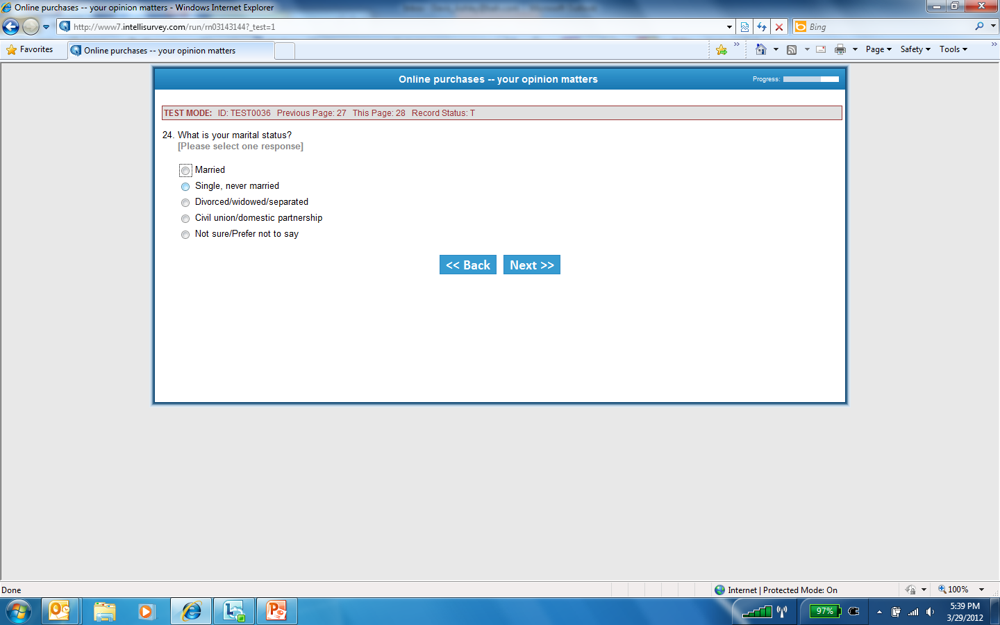 Online purchases -- your opinion matters - Windows Internet Explorer
http://www7.intellisurvey.com/run/rn03143144?_test=1
Bing
Favorites
Online purchases -- your opinion matters
Page
Safety
Tools
Online purchases -- your opinion matters
Progress:
TEST MODE: ID: TEST0036 Previous Page: 27 This Page: 28 Record Status: T
24. What is your marital status?
[Please select one response]
Married
Single, never married
Divorced/widowed/separated
Civil union/domestic partnership
Not sure/Prefer not to say
<< Back
Next >>
Done
Internet | Protected Mode: On
100%
97%
5:39 PM
3/29/2012